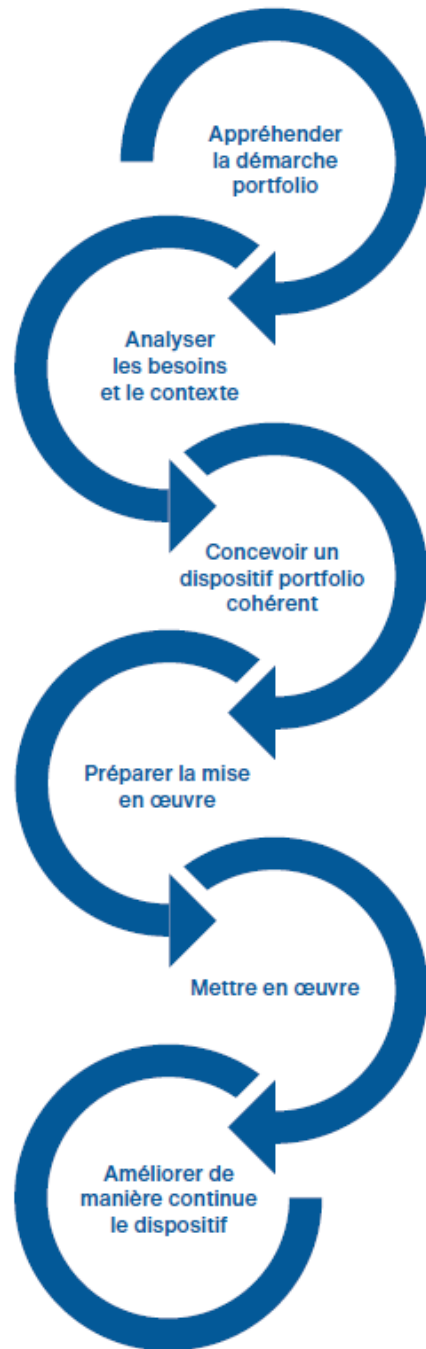 Appréhender
la démarche
portfolio
Analyser
les besoins
et le contexte
Concevoir un
dispositif portfolio
cohérent
Préparer la mise
en œuvre
Mettre en œuvre
Améliorer de
manière continue
le dispositif